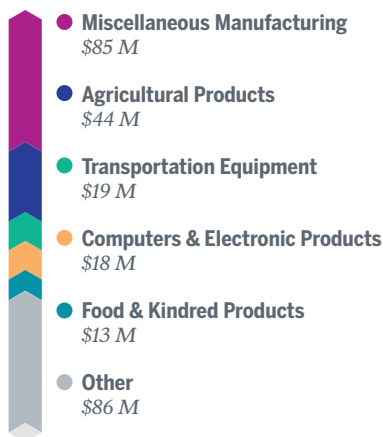 Miscellaneous Manufacturing
$85 M
Agricultural Products
$44 M
Transportation Equipment
$19 M
Computers & Electronic Products
$18 M
Food & Kindred Products
$13 M
Other
$86 M